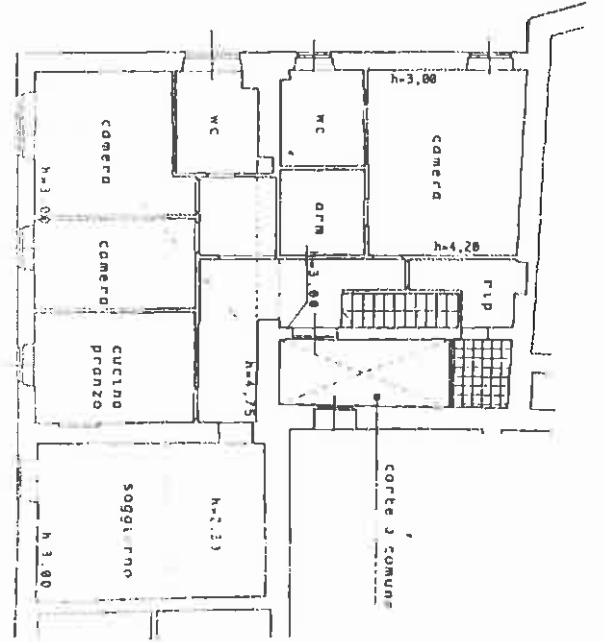 h=3,00
camera
wc
wc
camera
h=3,00
arm
h=4,20
h=3,00
rip
camera
cucina
pranzo
h=4,75
soggiorno
h 3,00
corte
comune